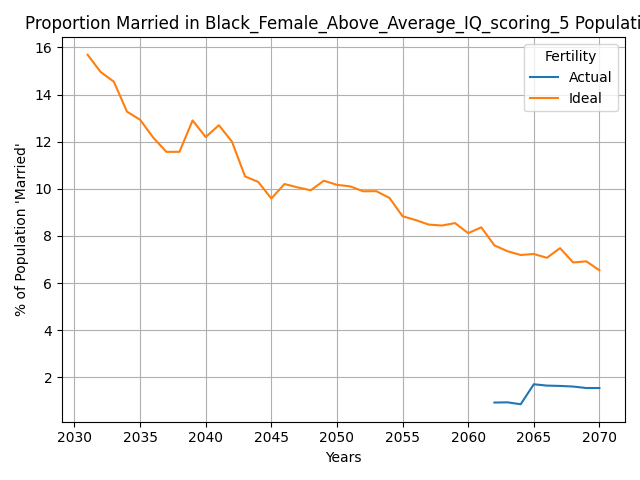 Proportion Married in Black_Female_Above_Average_IQ_scoring_5 Populati
16
14
12
10
8
6
4
2
% of Population 'Married'
Fertility
Actual
Ideal
2030 2035 2040 2045 2050 2055 2060 2065 2070
Years